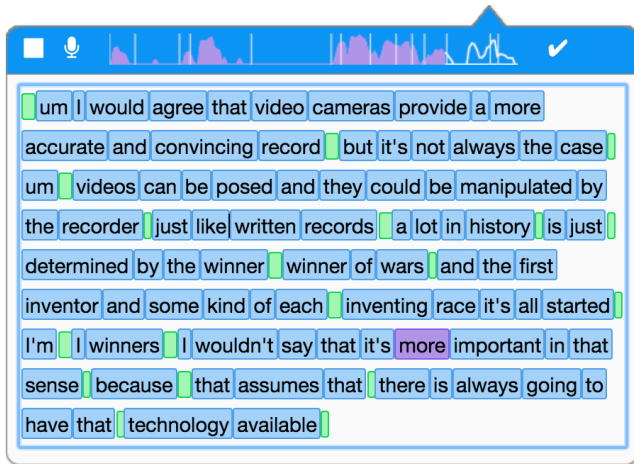 um I would agree that video cameras provide a more
accurate and convincing record but it's not always the case
um videos can be posed and they could be manipulated by
the recorder just like written records a lot in history is just
determined by the winner winner of wars and the first
inventor and some kind of each inventing race it's all started
I'm I winners I wouldn't say that it's more important in that
sense because that assumes that there is always going to
have that technology available